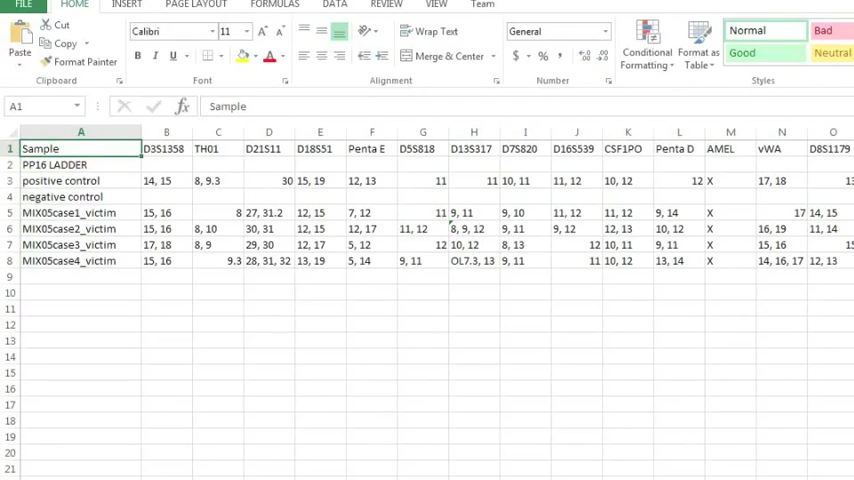 FILE HOME INSERT PAGE LAYOUT FORMULAS DATA REVIEW VIEW Team
Cut
Copy
Format Painter
Paste
Clipboard
Calibri 11
B I U
Font
Wrap Text
Merge & Center
Alignment
General
$ % ,
Number
Conditional Formatting
Format as Table
Normal Bad
Good Neutral
Styles
A1 fx Sample
A B C D E F G H I J K L M N O
1 Sample D3S1358 TH01 D21S11 D18S51 Penta E D5S818 D13S317 D7S820 D16S539 CSF1PO Penta D AMEL vWA D8S1179
2 PP16 LADDER
3 positive control 14, 15 8, 9.3 30 15, 19 12, 13 11 11 10, 11 11, 12 10, 12 12 X 17, 18 13
4 negative control
5 MIX05case1_victim 15, 16 8 27, 31.2 12, 15 7, 12 11 9, 11 9, 10 11, 12 11, 12 9, 14 X 17 14, 15
6 MIX05case2_victim 15, 16 8, 10 30, 31 12, 15 12, 17 11, 12 8, 9, 12 9, 11 9, 12 12, 13 10, 12 X 16, 19 11, 14
7 MIX05case3_victim 17, 18 8, 9 29, 30 12, 17 5, 12 12 10, 12 8, 13 12 10, 11 9, 11 X 15, 16 15
8 MIX05case4_victim 15, 16 9.3 28, 31, 32 13, 19 5, 14 9, 11 OL7.3, 13 9, 11 11 10, 12 13, 14 X 14, 16, 17 12, 13
9
10
11
12
13
14
15
16
17
18
19
20
21